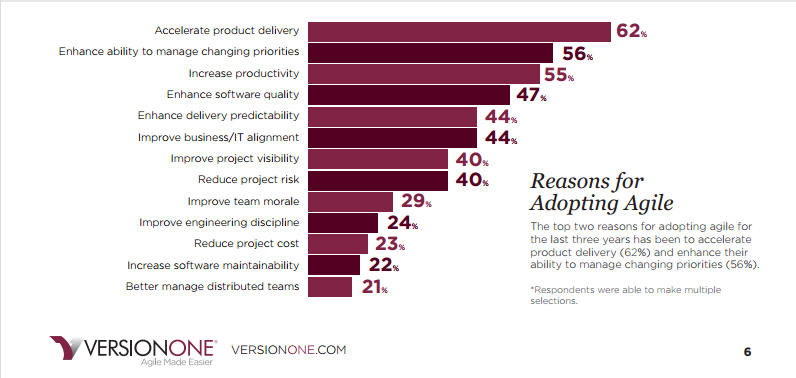 Accelerate product delivery 62%
Enhance ability to manage changing priorities 56%
Increase productivity 55%
Enhance software quality 47%
Enhance delivery predictability 44%
Improve business/IT alignment 44%
Improve project visibility 40%
Reduce project risk 40%
Improve team morale 29%
Improve engineering discipline 24%
Reduce project cost 23%
Increase software maintainability 22%
Better manage distributed teams 21%
Reasons for
Adopting Agile
The top two reasons for adopting agile for
the last three years has been to accelerate
product delivery (62%) and enhance their
ability to manage changing priorities (56%).
*Respondents were able to make multiple
selections.
VERSIONONE®
Agile Made Easier
VERSIONONE.COM
6